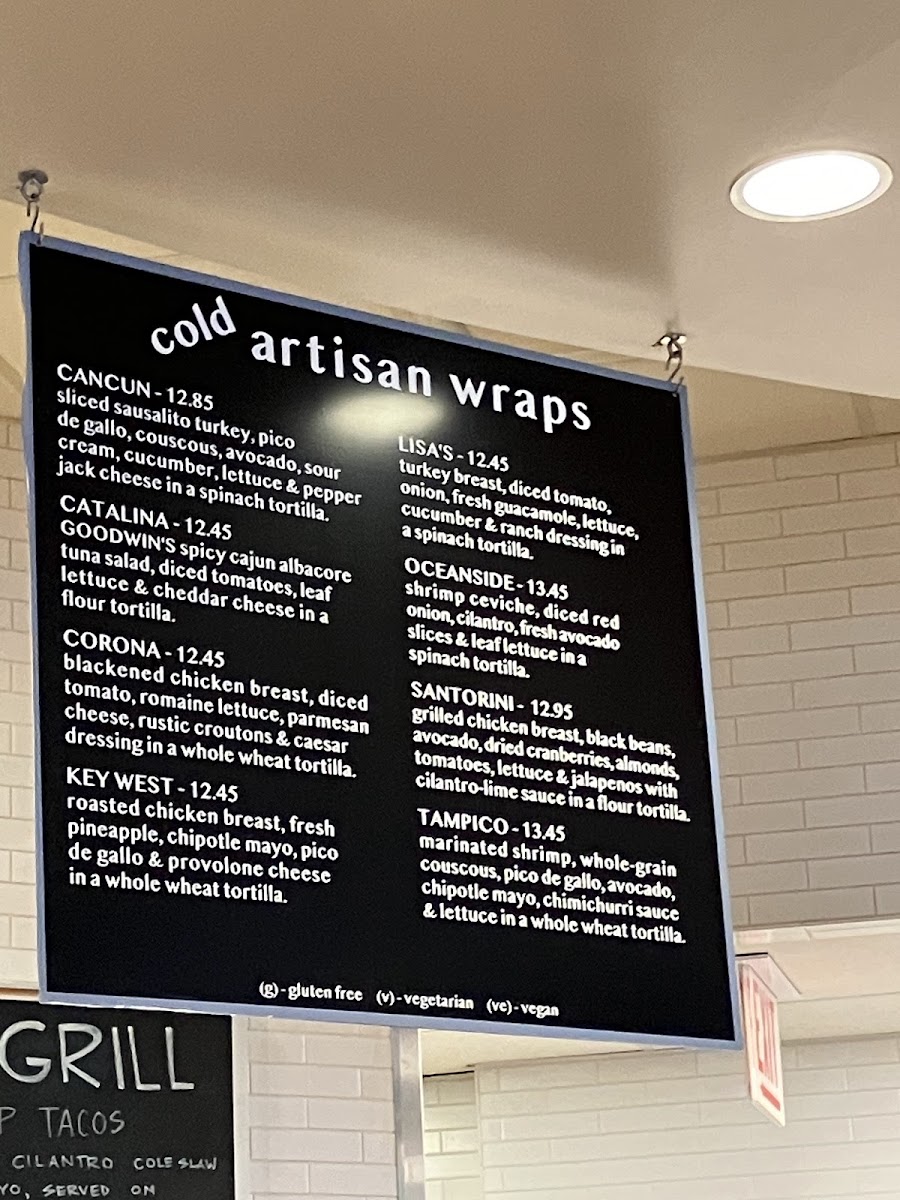 cold artisan wraps
CANCUN - 12.85
sliced sausalito turkey, pico
de gallo, couscous, avocado, sour
cream, cucumber, lettuce & pepper
jack cheese in a spinach tortilla.
CATALINA - 12.45
GOODWIN'S spicy cajun albacore
tuna salad, diced tomatoes, leaf
lettuce & cheddar cheese in a
flour tortilla.
CORONA - 12.45
blackened chicken breast, diced
tomato, romaine lettuce, parmesan
cheese, rustic croutons & caesar
dressing in a whole wheat tortilla.
KEY WEST - 12.45
roasted chicken breast, fresh
pineapple, chipotle mayo, pico
de gallo & provolone cheese
in a whole wheat tortilla.
LISA'S - 12.45
turkey breast, diced tomato,
onion, fresh guacamole, lettuce,
cucumber & ranch dressing in
a spinach tortilla.
OCEANSIDE - 13.45
shrimp ceviche, diced red
onion, cilantro, fresh avocado
slices & leaf lettuce in a
spinach tortilla.
SANTORINI - 12.95
grilled chicken breast, black beans,
avocado, dried cranberries, almonds,
tomatoes, lettuce & jalapenos with
cilantro-lime sauce in a flour tortilla.
TAMPICO - 13.45
marinated shrimp, whole-grain
couscous, pico de gallo, avocado,
chipotle mayo, chimichurri sauce
& lettuce in a whole wheat tortilla.
(g) - gluten free (v) - vegetarian (ve) - vegan
EXIT
GRILL
P TACOS
CILANTRO COLESLAW
YO, SERVED ON